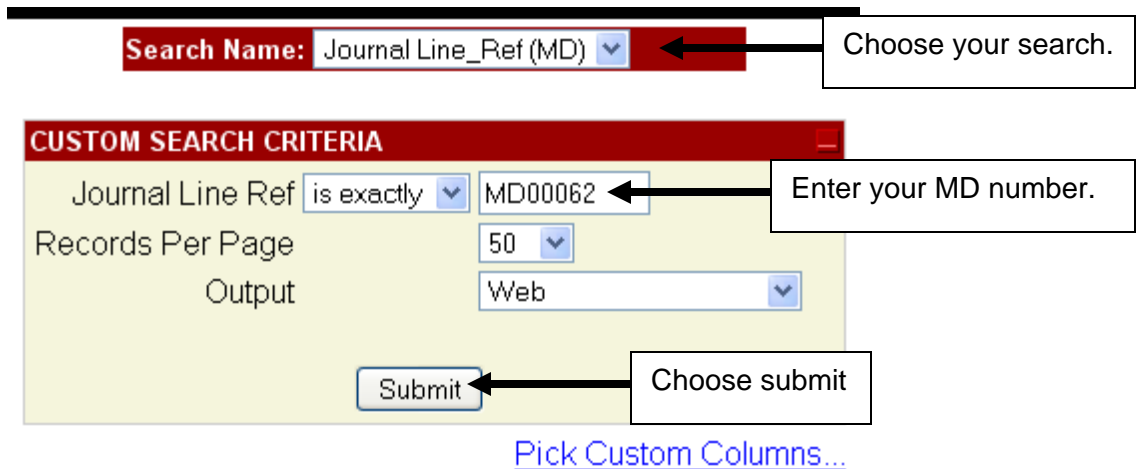 Search Name: Journal Line_Ref (MD) Choose your search.
CUSTOM SEARCH CRITERIA
Journal Line Ref is exactly MD00062 Enter your MD number.
Records Per Page 50
Output Web
Submit Choose submit
Pick Custom Columns...